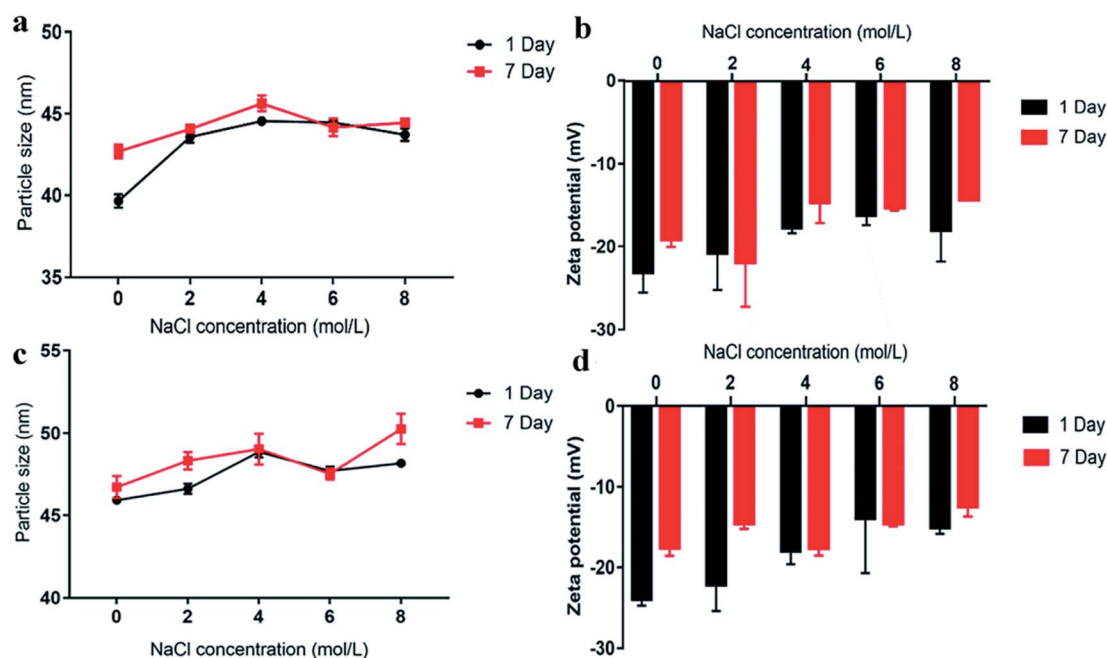 a
50
45
40
35
Particle size (nm)
0 2 4 6 8
NaCl concentration (mol/L)
1 Day
7 Day
b
NaCl concentration (mol/L)
0 2 4 6 8
0
-10
-20
-30
Zeta potential (mV)
1 Day
7 Day
c
55
50
45
40
Particle size (nm)
0 2 4 6 8
NaCl concentration (mol/L)
1 Day
7 Day
d
NaCl concentration (mol/L)
0 2 4 6 8
0
-10
-20
-30
Zeta potential (mV)
1 Day
7 Day